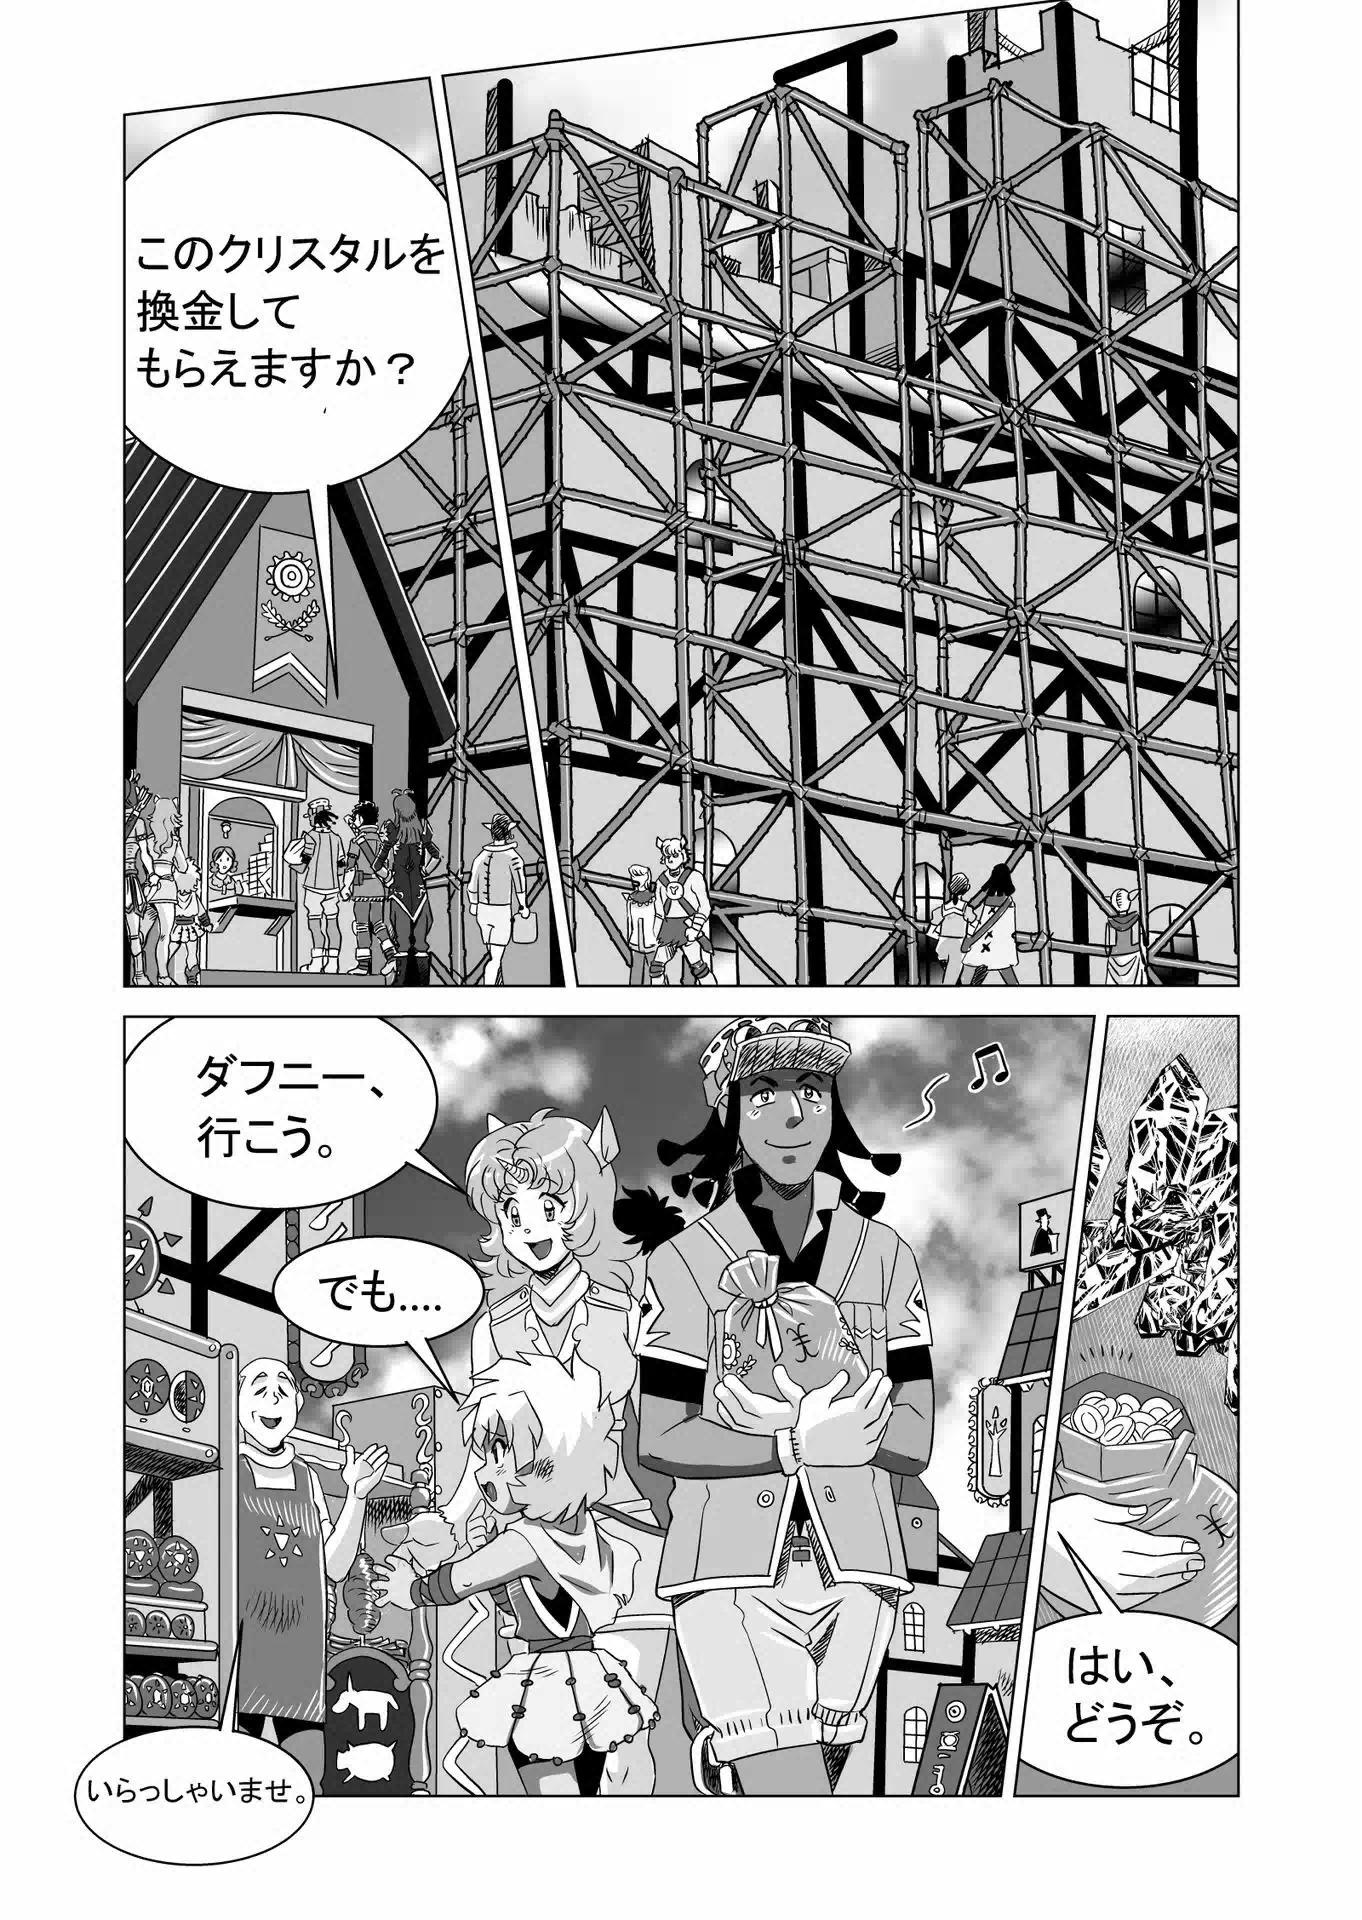 このクリスタルを
換金して
もらえますか？
はい、
どうぞ。
ダフニー、
行こう。
でも....
いらっしゃいませ。